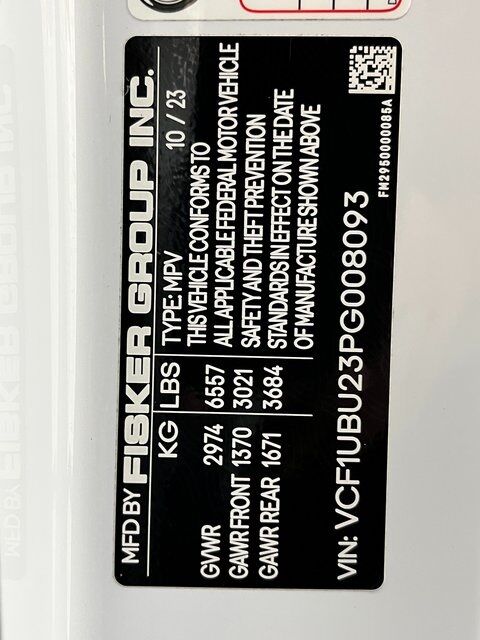 MFD BY FISKER GROUP INC.
KG LBS TYPE: MPV 10 / 23
GVWR 2974 6557 THIS VEHICLE CONFORMS TO
GAWR FRONT 1370 3021 ALL APPLICABLE FEDERAL MOTOR VEHICLE
GAWR REAR 1671 3684 SAFETY AND THEFT PREVENTION
STANDARDS IN EFFECT ON THE DATE
OF MANUFACTURE SHOWN ABOVE
VIN: VCF1UBU23PG008093
FM2950000085A